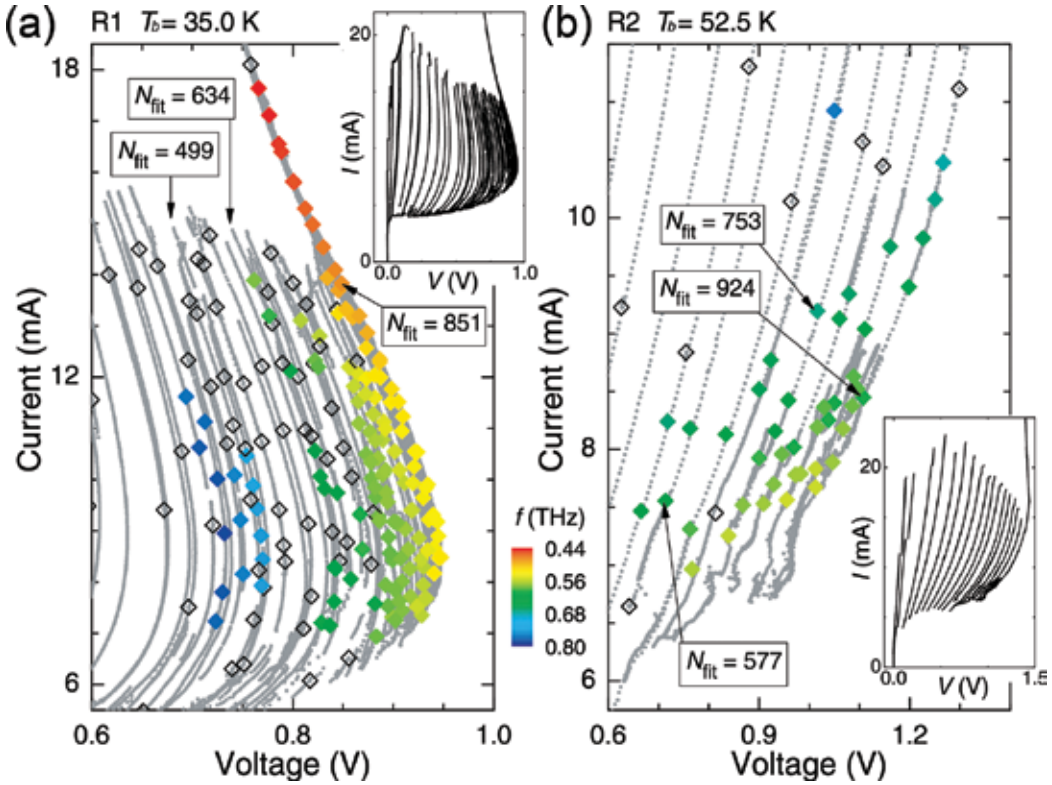 (a) R1 T_b = 35.0 K
18
12
6
Current (mA)
0.6 0.8 1.0
Voltage (V)
N_fit = 634
N_fit = 499
N_fit = 851
20
0
I (mA)
0.0 1.0
V (V)
f (THz)
0.44
0.56
0.68
0.80
(b) R2 T_b = 52.5 K
10
8
6
Current (mA)
0.6 0.9 1.2
Voltage (V)
N_fit = 753
N_fit = 924
N_fit = 577
20
0
I (mA)
0.0 1.5
V (V)